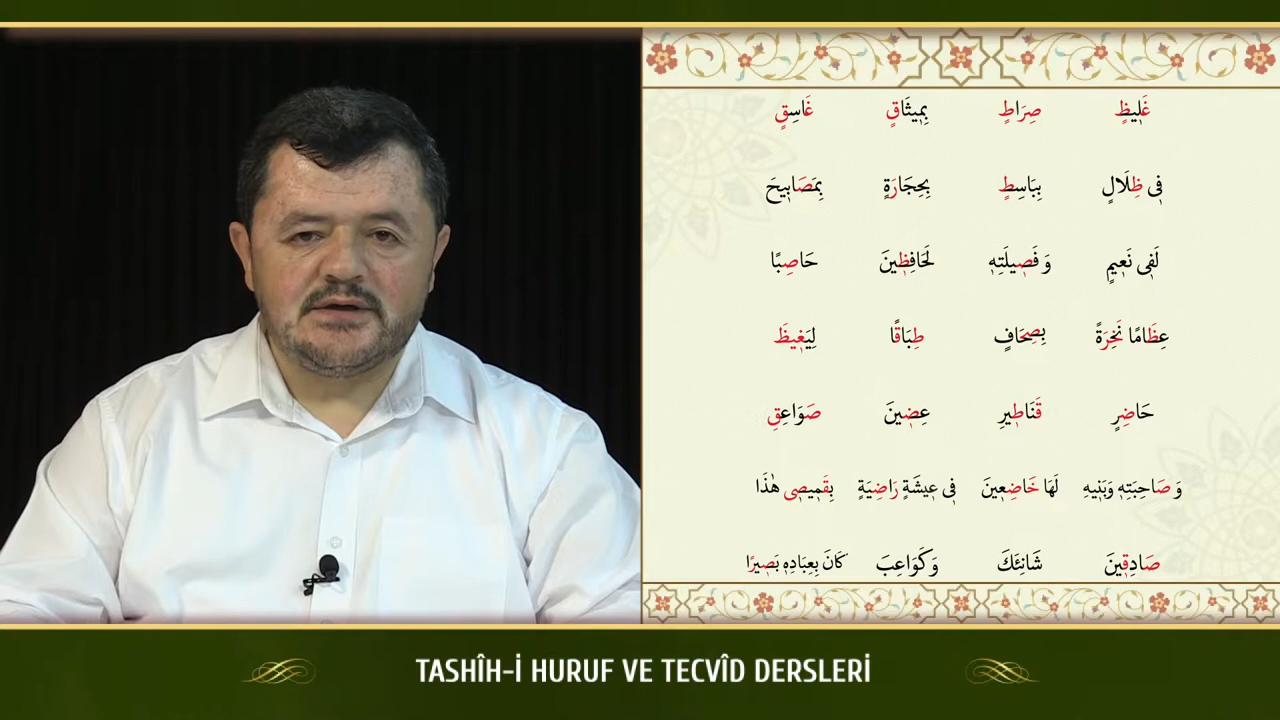 غَلٖيظٍ صِرَاطٍ بِمٖيثَاقٍ غَاسِقٍ
فٖى ظِلَالٍ بِبَاسِطٍ بِحِجَارَةٍ بِمَصَابٖيحَ
لَفٖى نَعٖيمٍ وَ فَصٖيلَتِهٖ لَحَافِظٖينَ حَاصِبًا
عِظَامًا نَخِرَةً بِصِحَافٍ طِبَاقًا لِيَغٖيظَ
حَاضِرٍ قَنَاطٖيرِ عِضٖينَ صَوَاعِقِ
وَ صَاحِبَتِهٖ وَبَنٖيهِ لَهَا خَاضِعٖينَ فٖى عٖيشَةٍ رَاضِيَةٍ بِقَمٖيصٖى هٰذَا
صَادِقٖينَ شَانِئَكَ وَكَوَاعِبَ كَانَ بِعِبَادِهٖ بَصٖيرًا
TASHÎH-İ HURUF VE TECVÎD DERSLERİ